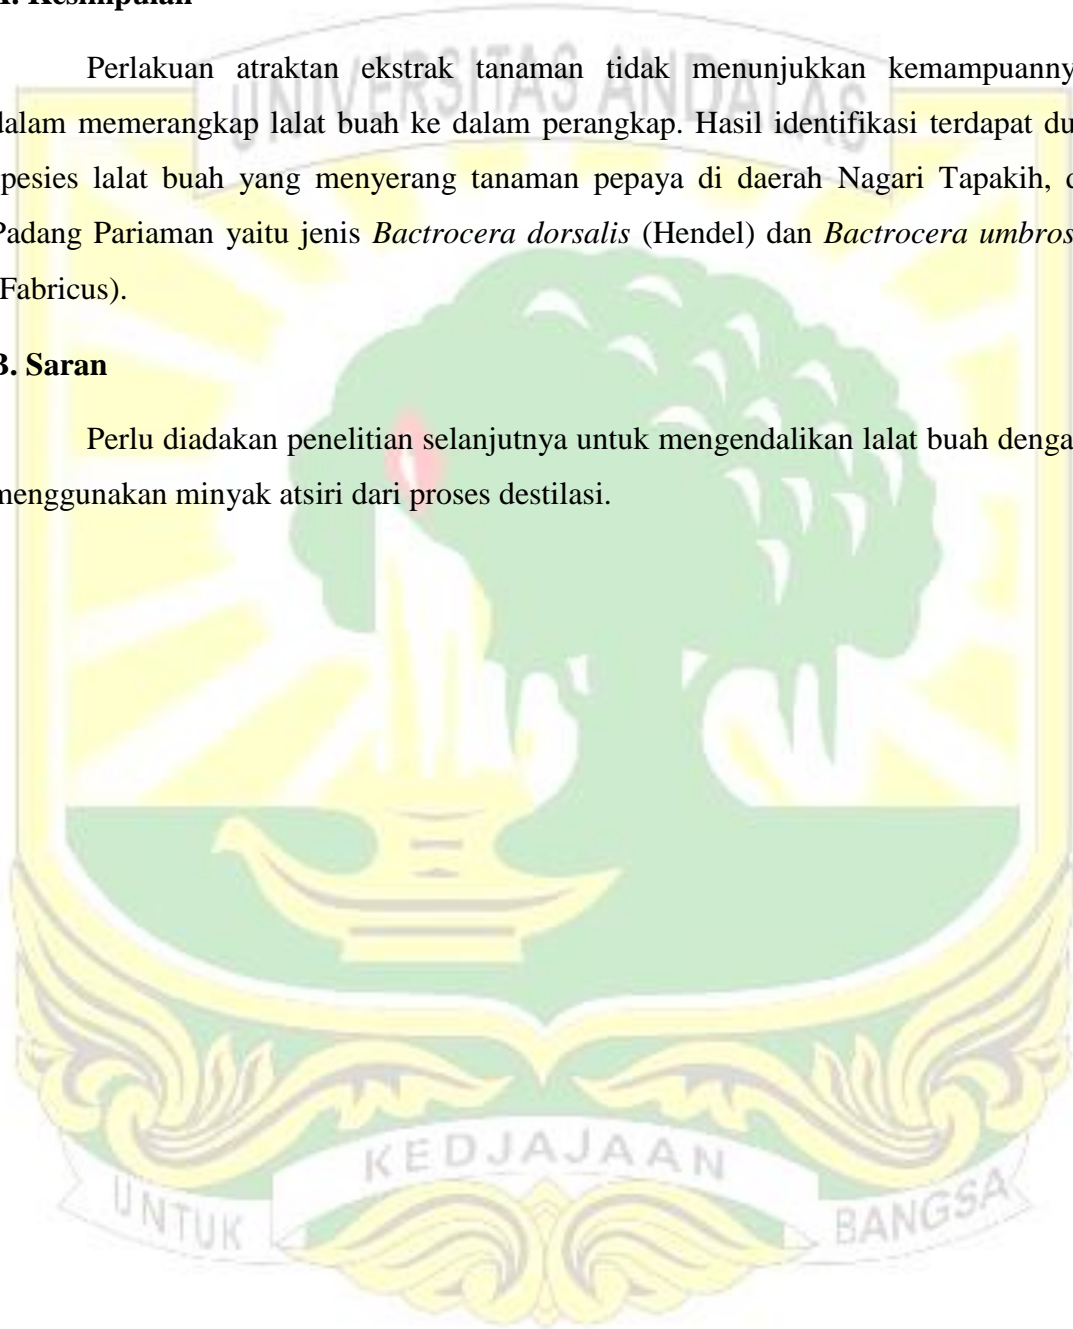 A. Kesimpulan
UNIVERSITAS ANDALAS
Perlakuan atraktan ekstrak tanaman tidak menunjukkan kemampuanny
dalam memerangkap lalat buah ke dalam perangkap. Hasil identifikasi terdapat du
pesies lalat buah yang menyerang tanaman pepaya di daerah Nagari Tapakih, d
Padang Pariaman yaitu jenis Bactrocera dorsalis (Hendel) dan Bactrocera umbros
(Fabricus).
B. Saran
Perlu diadakan penelitian selanjutnya untuk mengendalikan lalat buah denga
menggunakan minyak atsiri dari proses destilasi.
UNTUK KEDJAJAAN BANGSA